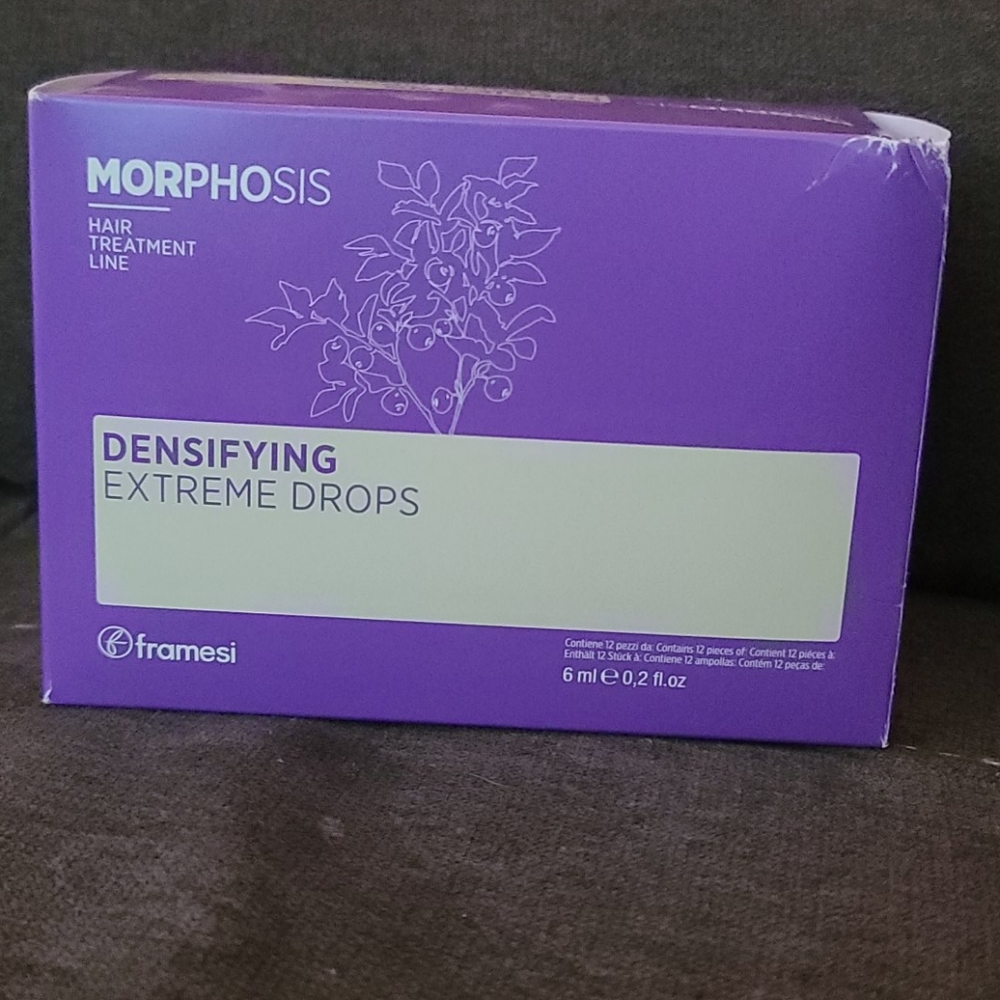 MORPHOSIS
HAIR
TREATMENT
LINE
DENSIFYING
EXTREME DROPS
framesi
Contiene 12 pezzi da: Contains 12 pieces of: Contient 12 pièces à:
Enthält 12 Stück à: Contiene 12 ampollas: Contém 12 peças de:
6 ml ℮ 0,2 fl.oz